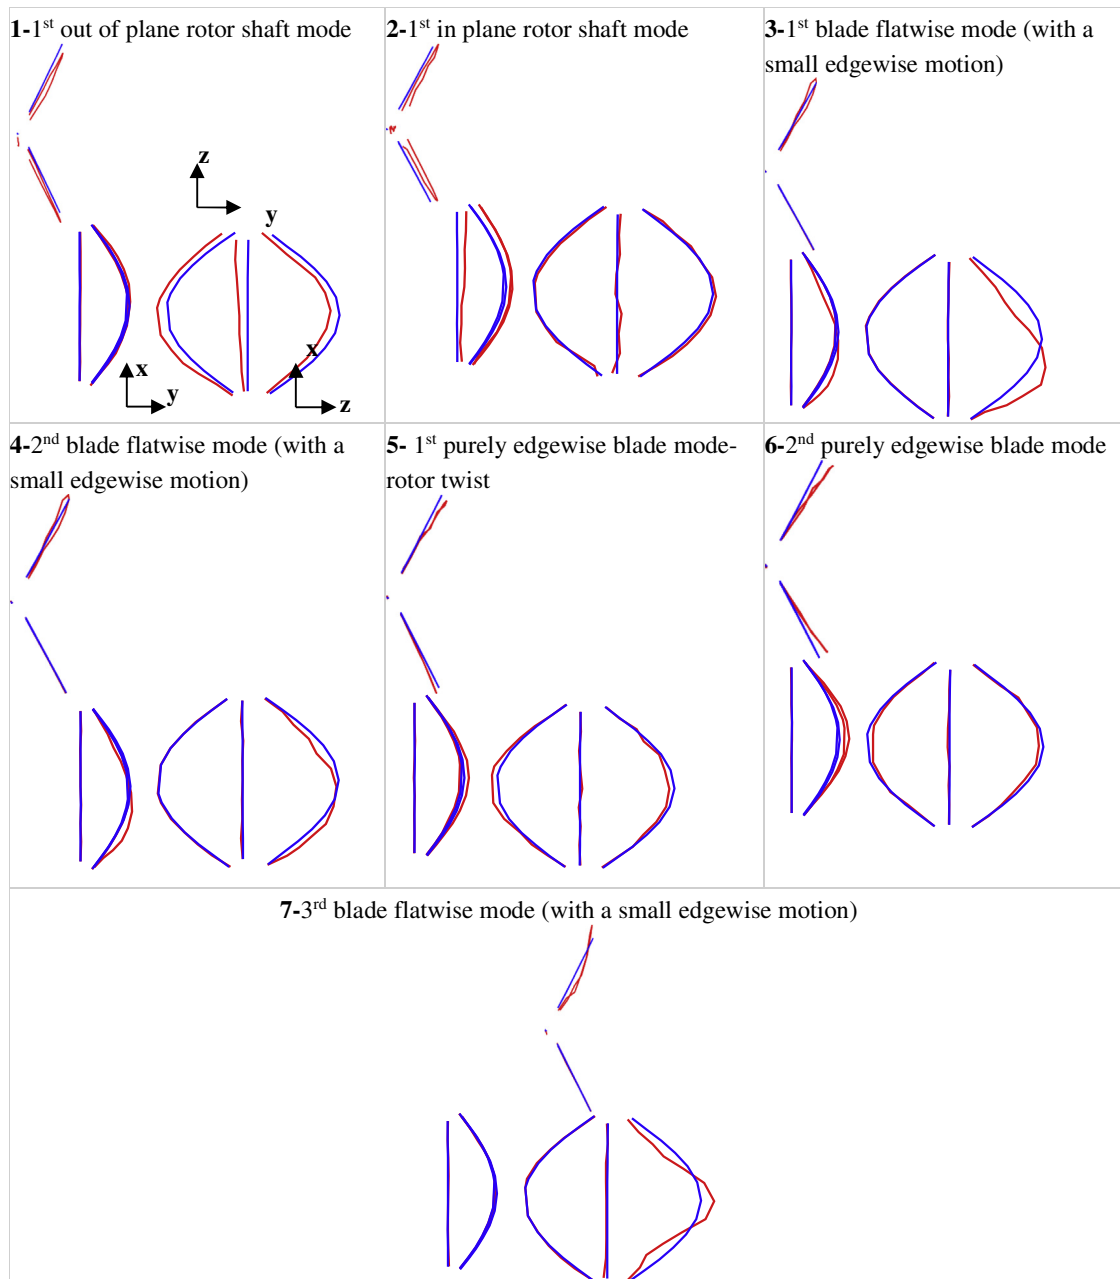 1-1st out of plane rotor shaft mode
2-1st in plane rotor shaft mode
3-1st blade flatwise mode (with a
small edgewise motion)
z
y
x
y
x
z
4-2nd blade flatwise mode (with a
small edgewise motion)
5- 1st purely edgewise blade mode-
rotor twist
6-2nd purely edgewise blade mode
7-3rd blade flatwise mode (with a small edgewise motion)